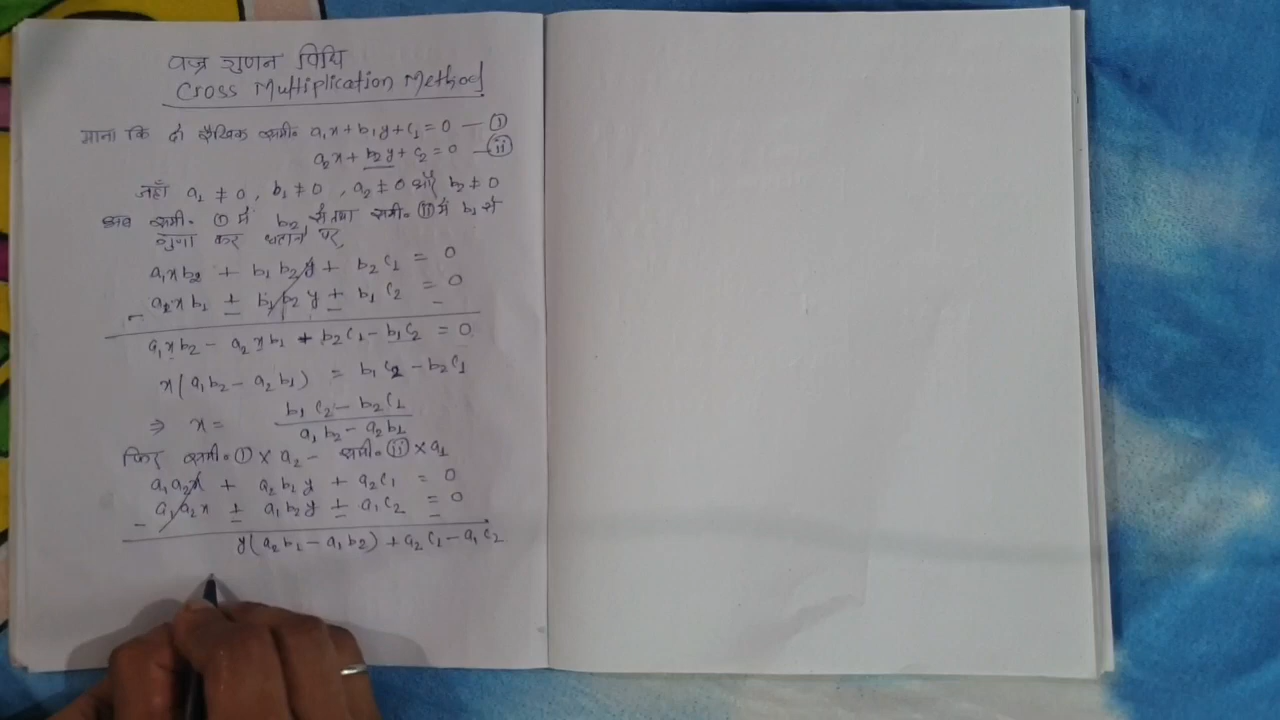 वज्र गुणन विधि
Cross Multiplication Method
माना कि दो रैखिक समी० a₁x + b₁y + c₁ = 0 — ⓘ
a₂x + b₂y + c₂ = 0 — ⓘⓘ
जहाँ a₁ ≠ 0, b₁ ≠ 0, a₂ ≠ 0 और b₂ ≠ 0
अब समी० ⓘ में b₂ से तथा समी० ⓘⓘ में b₁ से
गुणा कर घटाने पर,
a₁xb₂ + b₁b₂y + b₂c₁ = 0
a₂xb₁ ± b₁b₂y ± b₁c₂ = 0
- -
a₁xb₂ - a₂xb₁ + b₂c₁ - b₁c₂ = 0
x(a₁b₂ - a₂b₁) = b₁c₂ - b₂c₁
⇒ x = b₁c₂ - b₂c₁
a₁b₂ - a₂b₁
फिर समी० ⓘ × a₂ - समी० ⓘⓘ × a₁
a₁a₂x + a₂b₁y + a₂c₁ = 0
a₁a₂x ± a₁b₂y ± a₁c₂ = 0
- -
y(a₂b₁ - a₁b₂) + a₂c₁ - a₁c₂